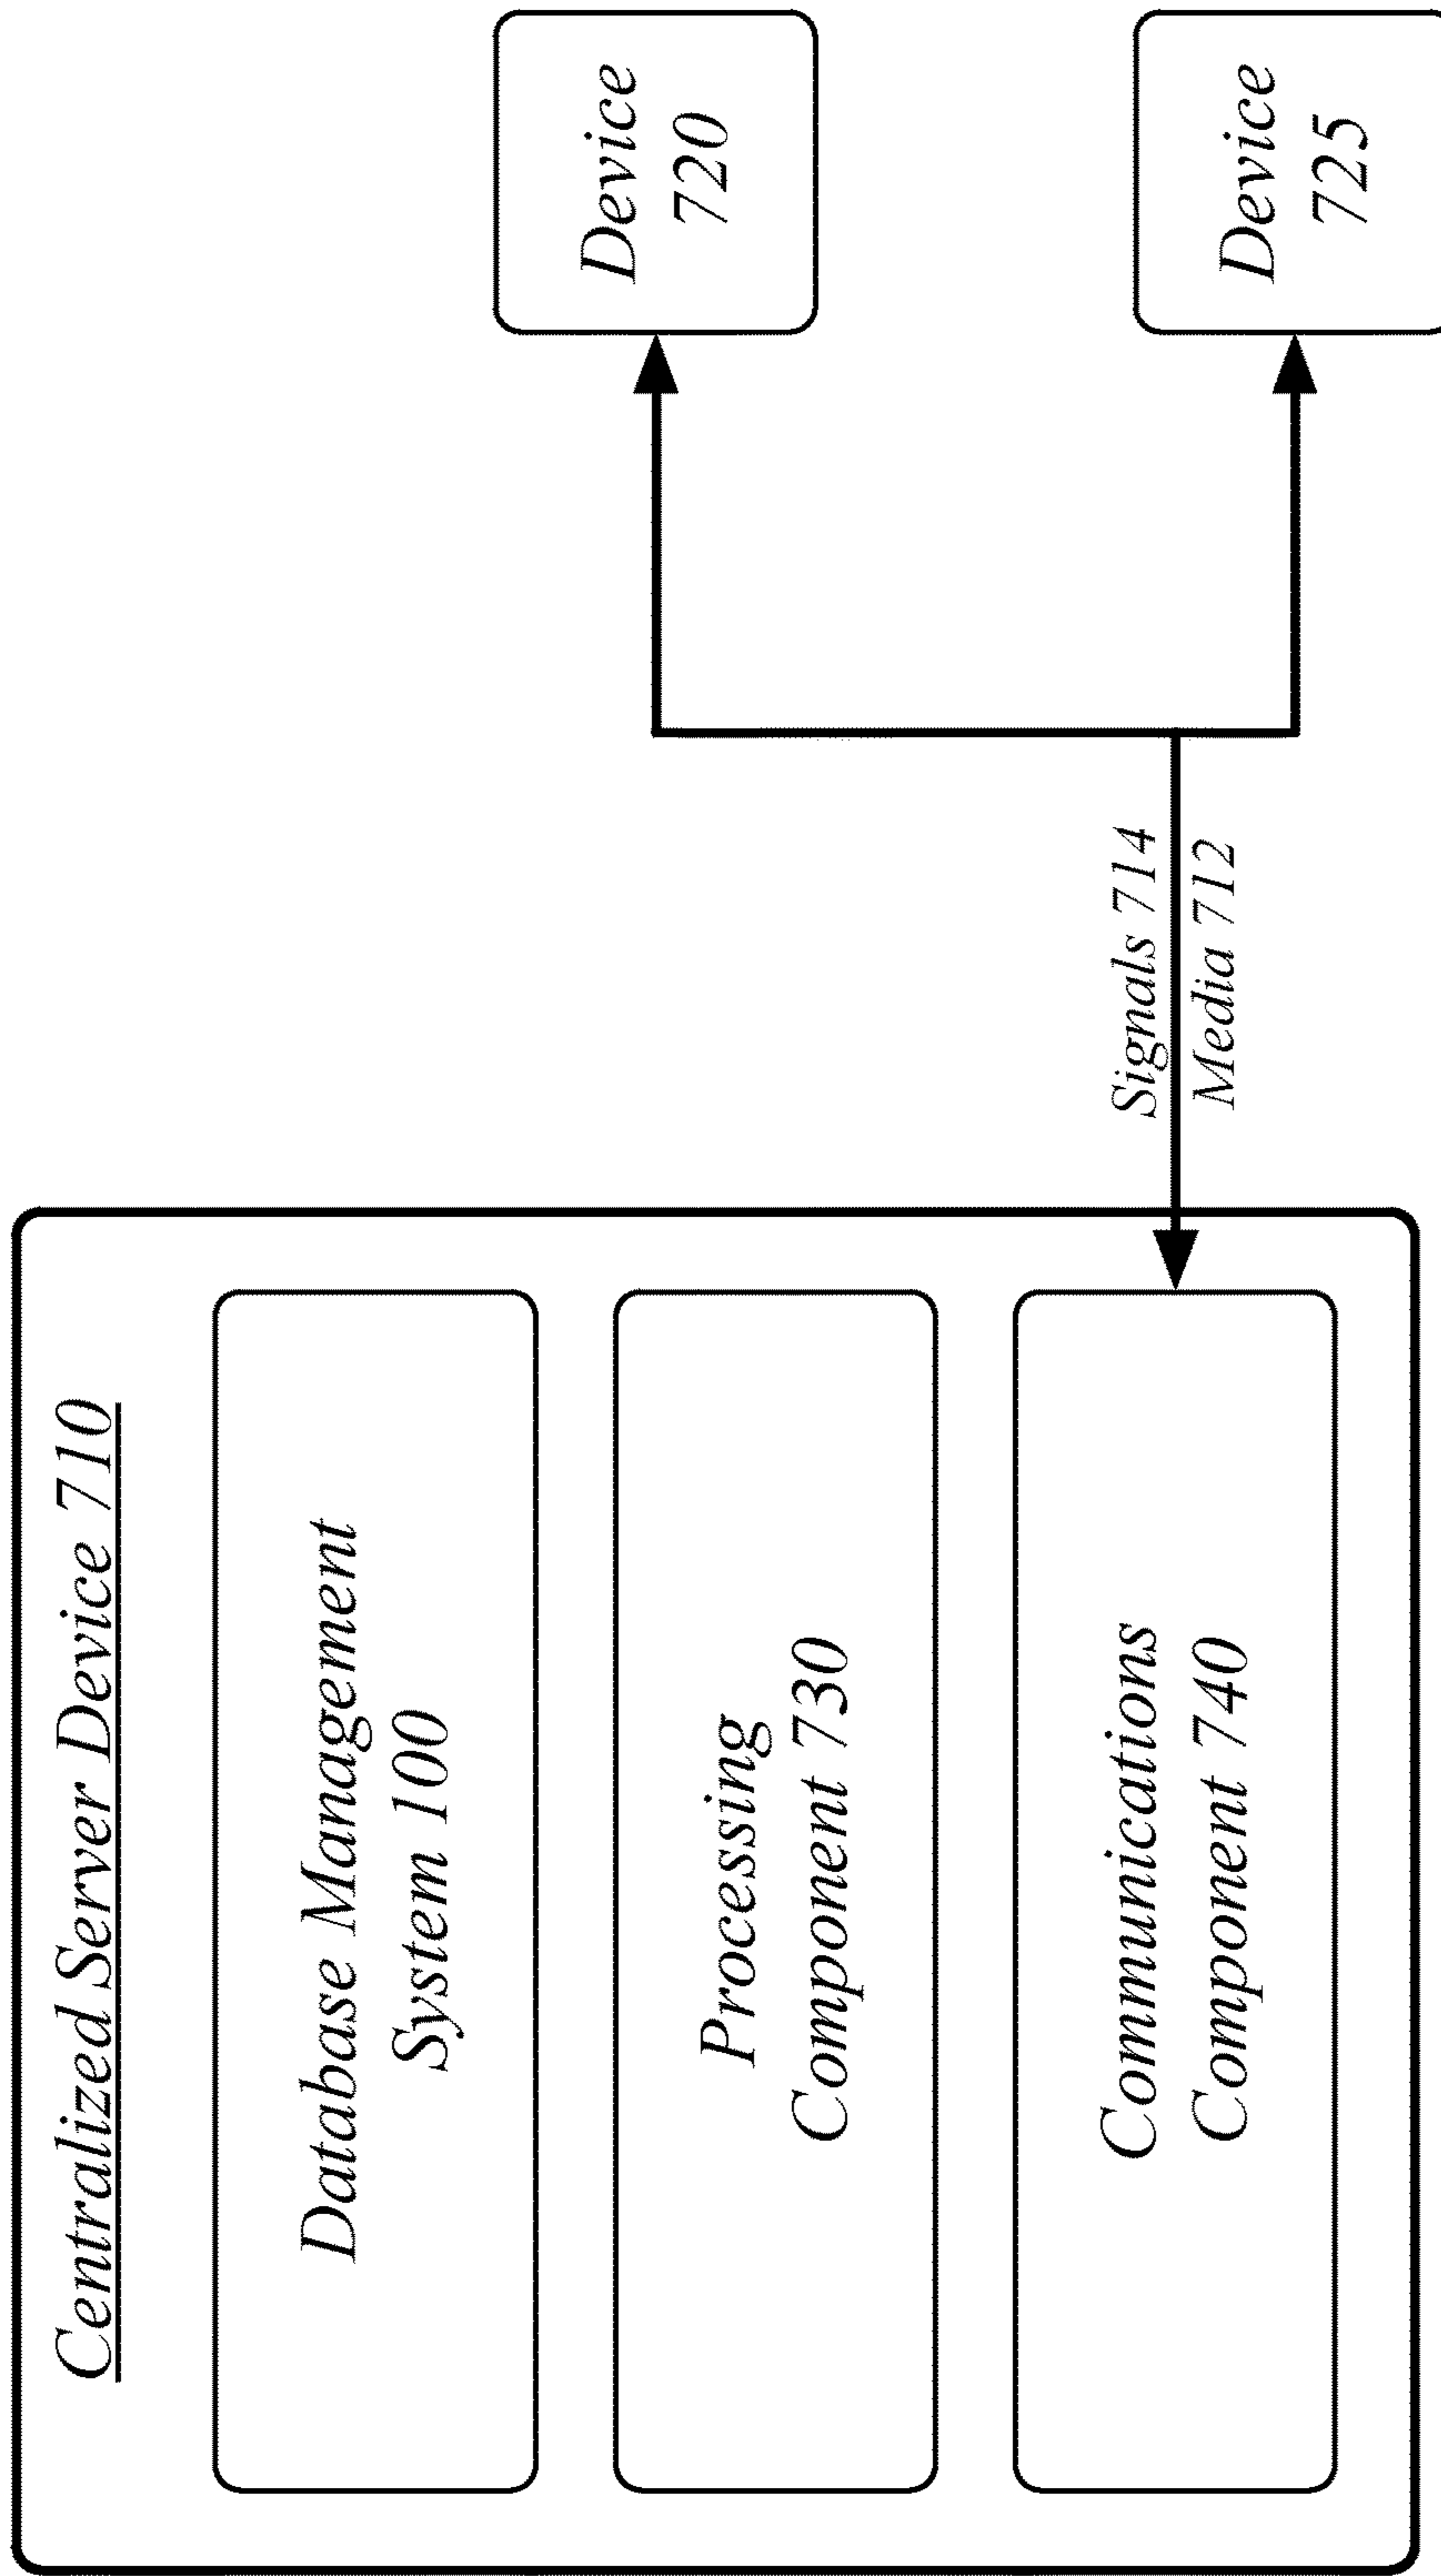 Centralized Server Device 710
Database Management
System 100
Processing
Component 730
Communications
Component 740
Signals 714
Media 712
Device
720
Device
725